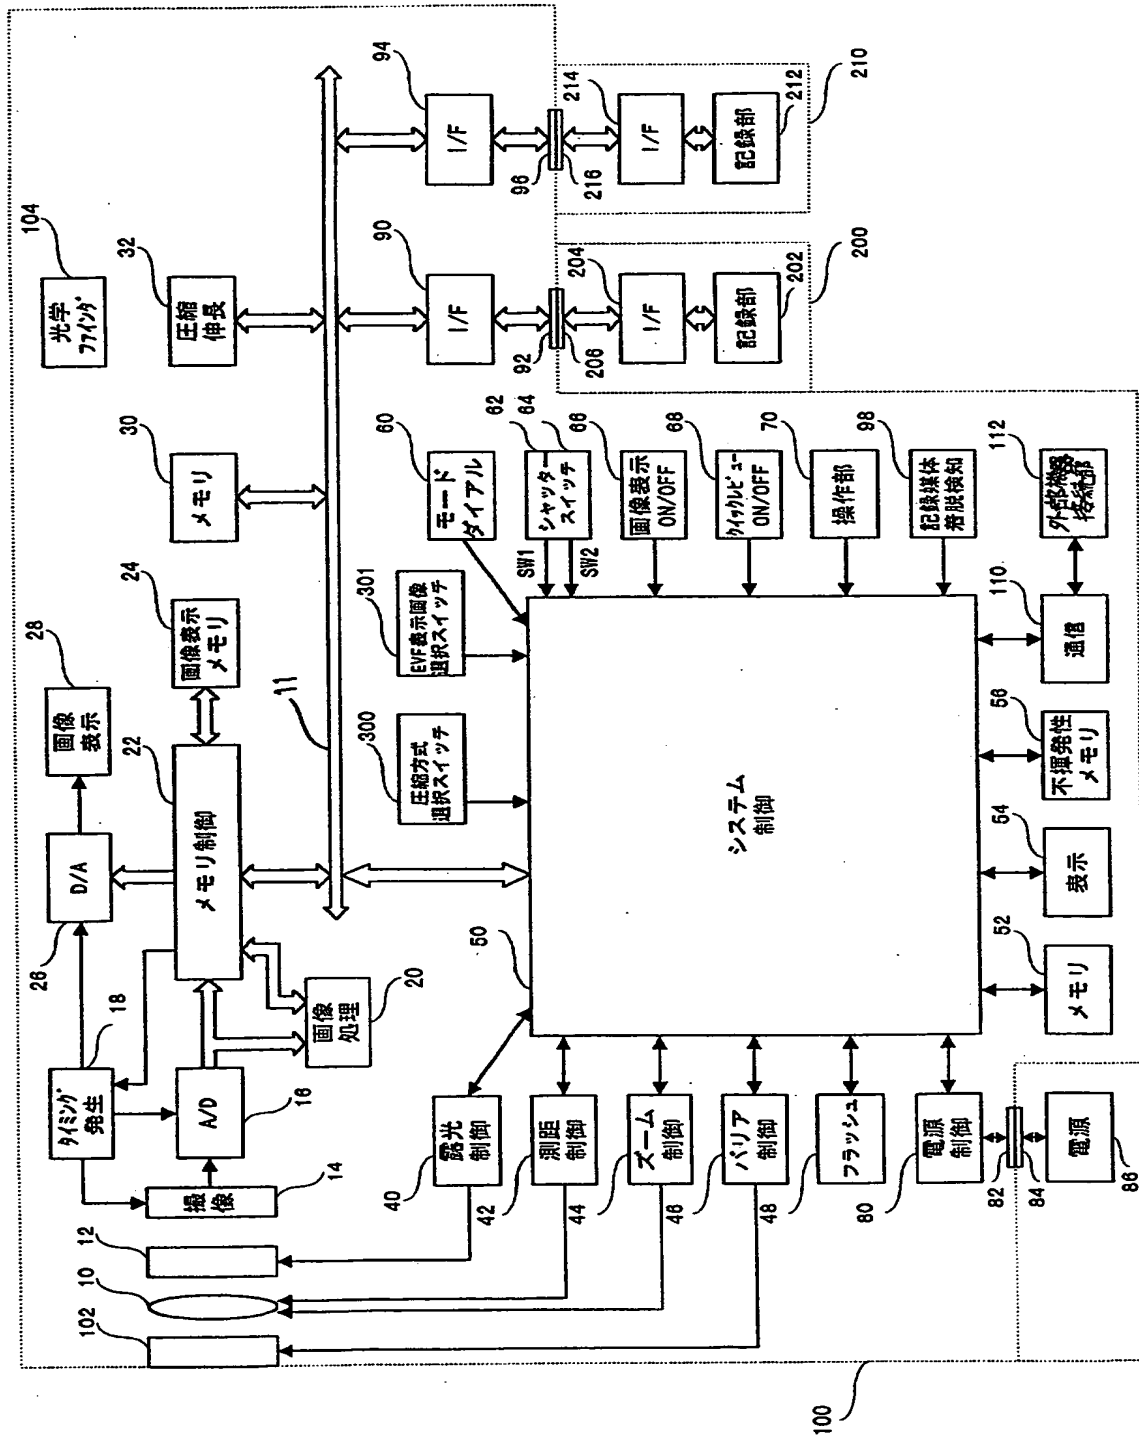 104
光学
ファインダ
32
圧縮
伸長
30
メモリ
24
画像表示
メモリ
28
画像
表示
22
メモリ制御
D/A
26
18
タイミング
発生
A/D
16
撮像
14
12
10
102
20
画像
処理
11
94
I/F
90
I/F
96
216
92
206
214
I/F
212
記録部
210
204
I/F
202
記録部
200
60
モード
ダイアル
62
64
シャッター
スイッチ
SW1
SW2
66
画像表示
ON/OFF
68
クイックレビュー
ON/OFF
70
操作部
98
記録媒体
着脱検知
112
外部機器
接続部
110
通信
301
EVF表示画像
選択スイッチ
300
圧縮方式
選択スイッチ
50
システム
制御
56
不揮発性
メモリ
54
表示
52
メモリ
40
露光
制御
42
測距
制御
44
ズーム
制御
46
バリア
制御
48
フラッシュ
80
電源
制御
82
84
電源
86
100